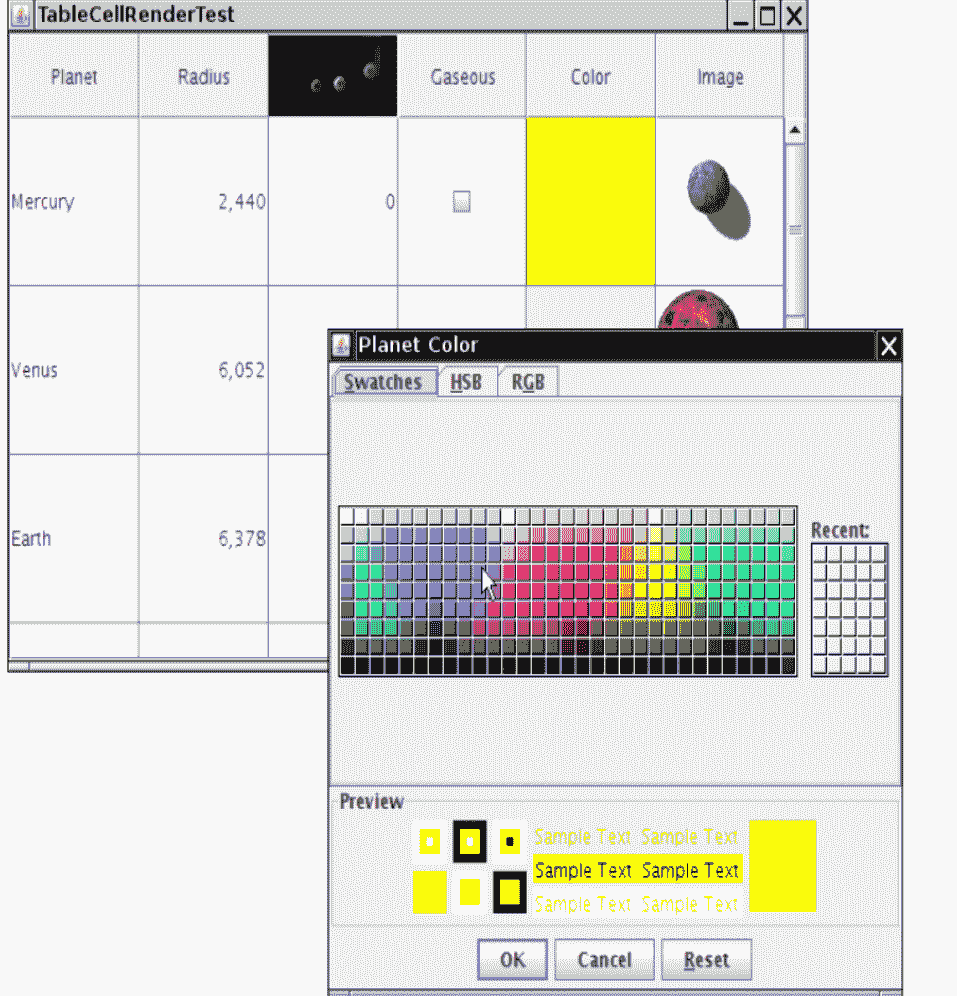 TableCellRenderTest
Planet Radius Gaseous Color Image
Mercury 2,440 0
Venus 6,052
Earth 6,378
Planet Color
Swatches HSB RGB
Recent:
Preview
Sample Text Sample Text
Sample Text Sample Text
Sample Text Sample Text
OK Cancel Reset